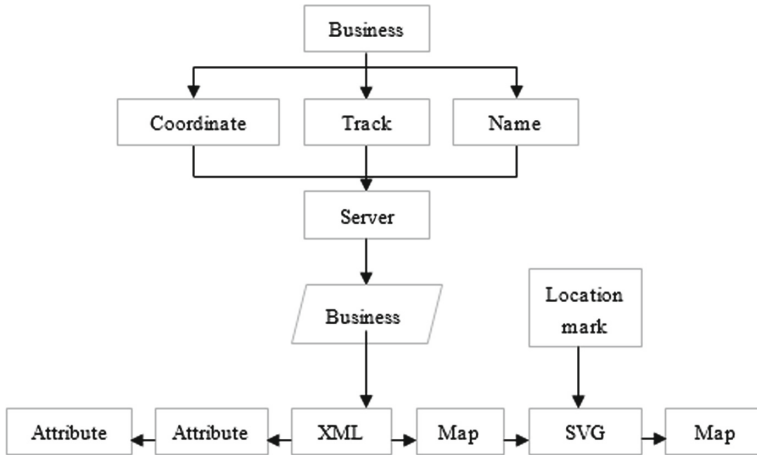 Business
Coordinate
Track
Name
Server
Business
Location
mark
Attribute
Attribute
XML
Map
SVG
Map